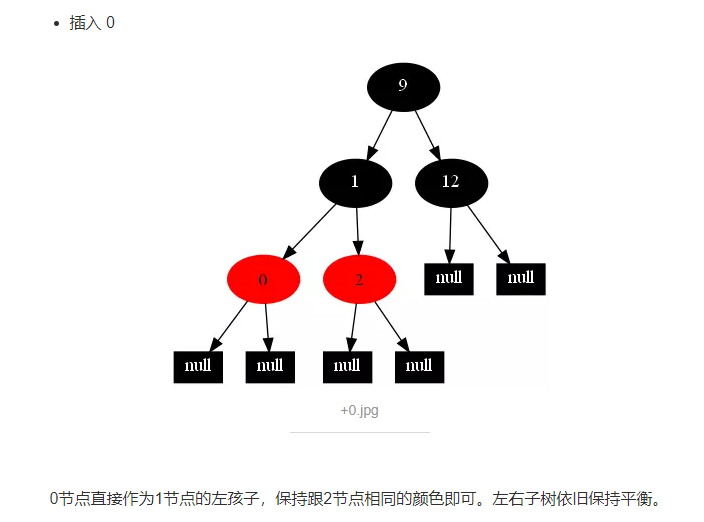 插入 0
9
1 12
0 2 null null
null null null null
+0.jpg
0节点直接作为1节点的左孩子，保持跟2节点相同的颜色即可。左右子树依旧保持平衡。